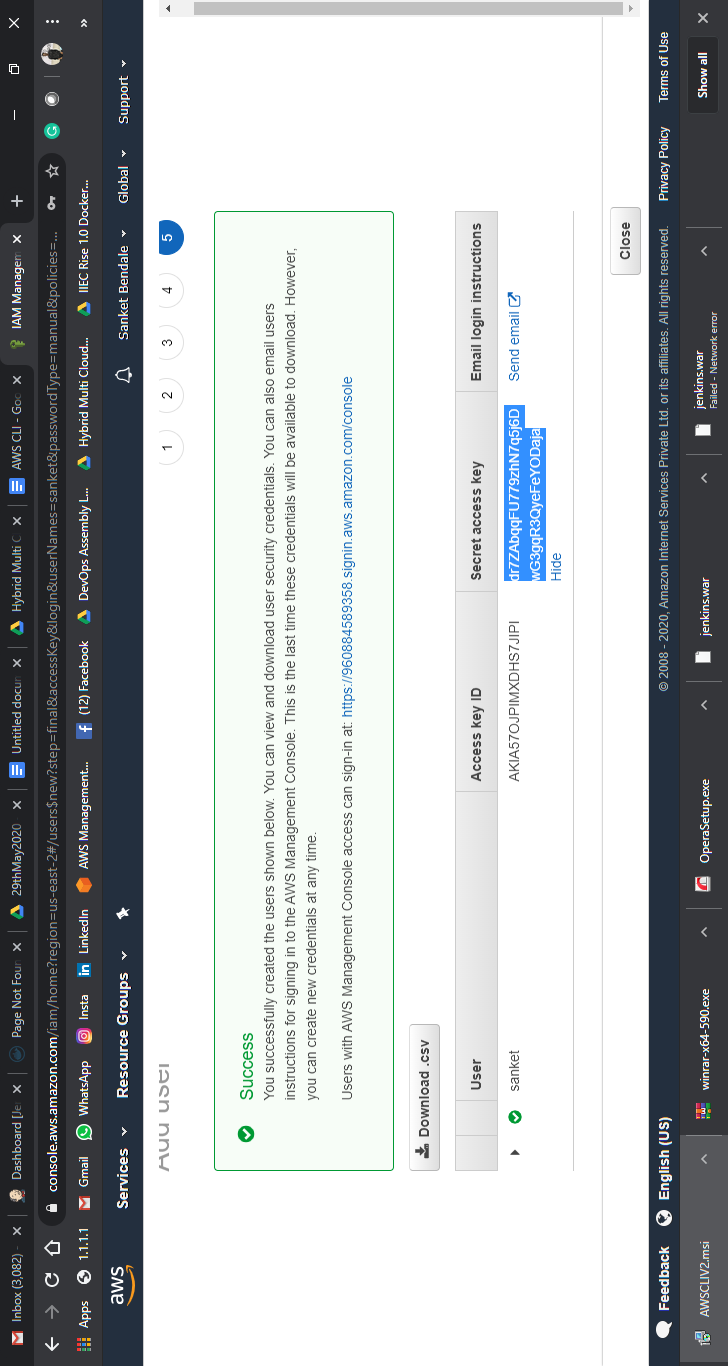 Inbox (3,082) -
Dashboard [Je
Page Not Foun
29thMay2020
Untitled docun
Hybrid Multi C
AWS CLI - Goo
IAM Managen
console.aws.amazon.com/iam/home?region=us-east-2#/users$new?step=final&accessKey&login&userNames=sanket&passwordType=manual&policies=...
Apps
1.1.1.1
Gmail
WhatsApp
Insta
LinkedIn
AWS Management...
(12) Facebook
DevOps Assembly L...
Hybrid Multi Cloud...
IIEC Rise 1.0 Docker...
»
aws
Services
Resource Groups
Sanket Bendale
Global
Support
Add user
1
2
3
4
5
Success
You successfully created the users shown below. You can view and download user security credentials. You can also email users
instructions for signing in to the AWS Management Console. This is the last time these credentials will be available to download. However,
you can create new credentials at any time.
Users with AWS Management Console access can sign-in at: https://960884589358.signin.aws.amazon.com/console
Download .csv
User
Access key ID
Secret access key
Email login instructions
sanket
AKIA57OJPIMXDHS7JIPI
Hide
Send email
Close
Feedback
English (US)
© 2008 - 2020, Amazon Internet Services Private Ltd. or its affiliates. All rights reserved.
Privacy Policy
Terms of Use
AWSCLIV2.msi
winrar-x64-590.exe
OperaSetup.exe
jenkins.war
jenkins.war
Failed - Network error
Show all